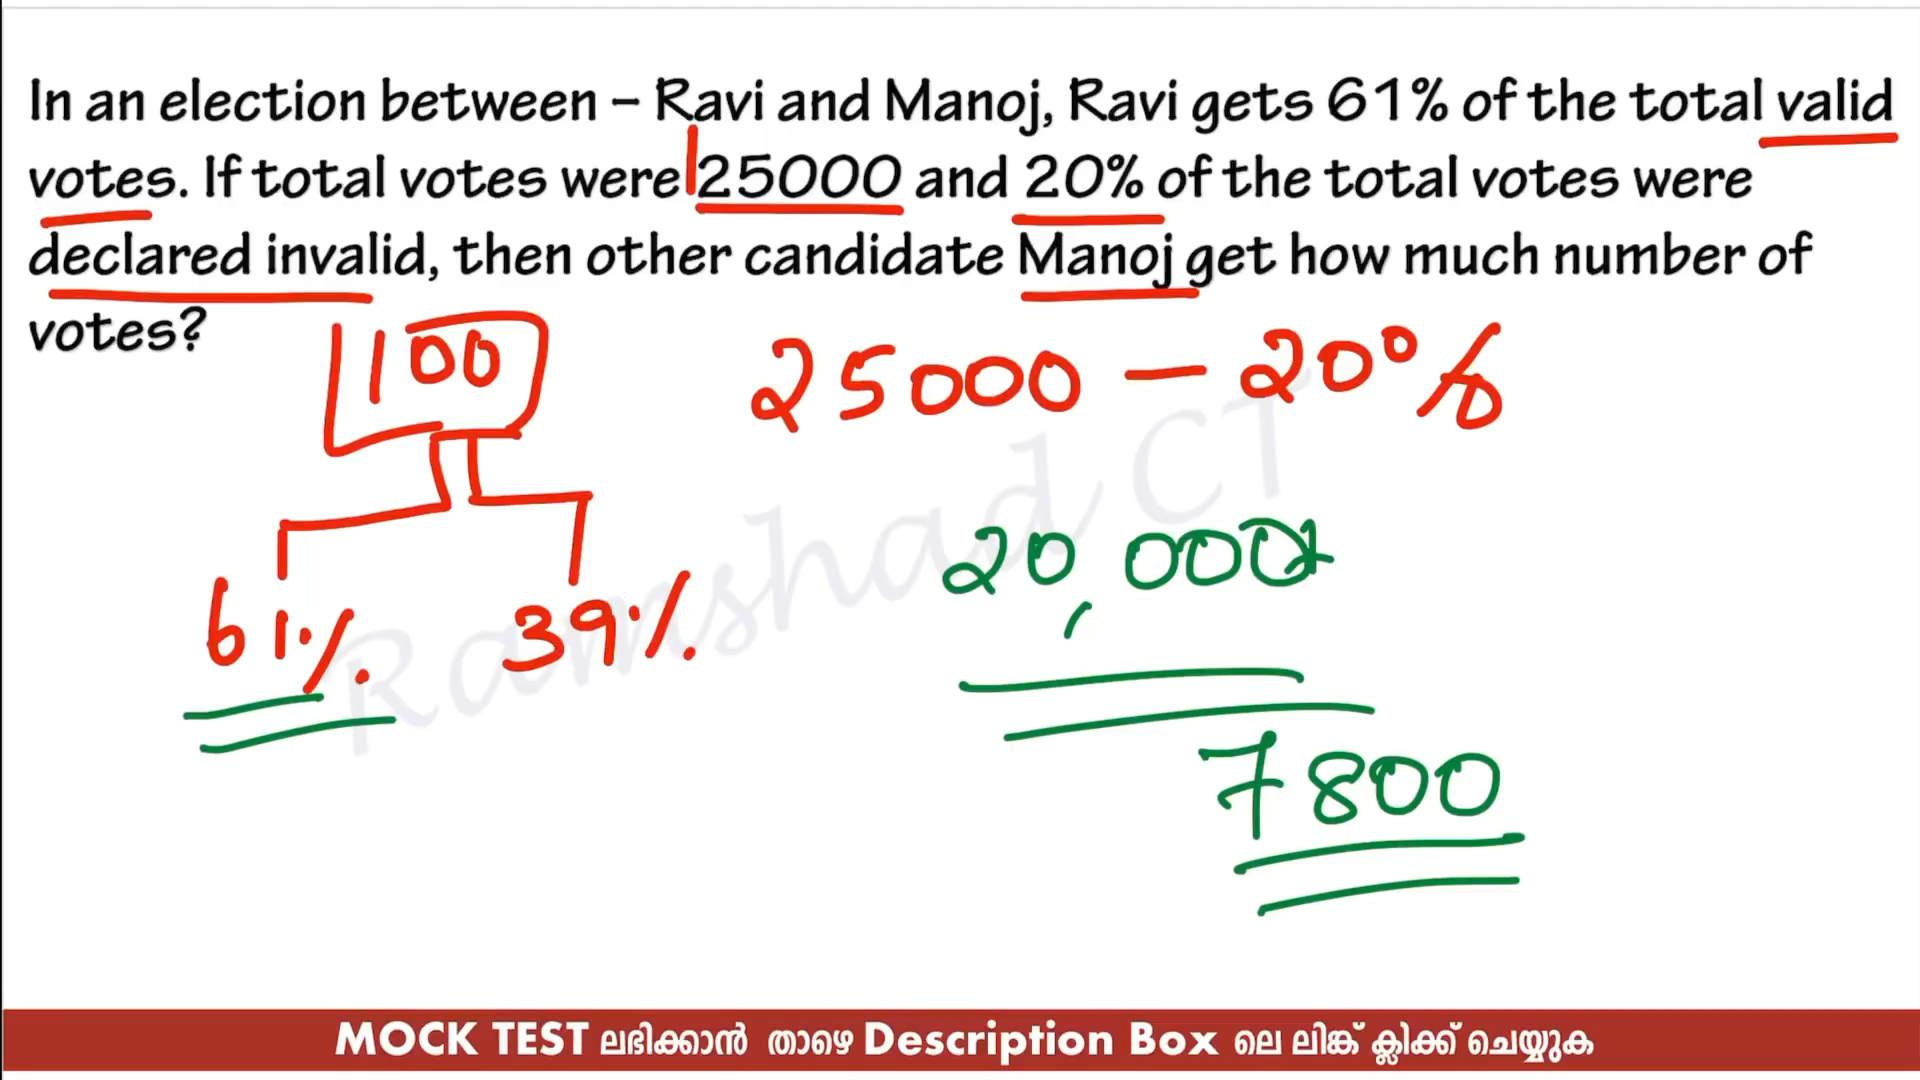 In an election between – Ravi and Manoj, Ravi gets 61% of the total valid
votes. If total votes were 25000 and 20% of the total votes were
declared invalid, then other candidate Manoj get how much number of
votes?
100
25000 – 20%
20,000
61% 39%
7800
Ramshad CT
MOCK TEST ലഭിക്കാൻ താഴെ Description Box ലെ ലിങ്ക് ക്ലിക്ക് ചെയ്യുക